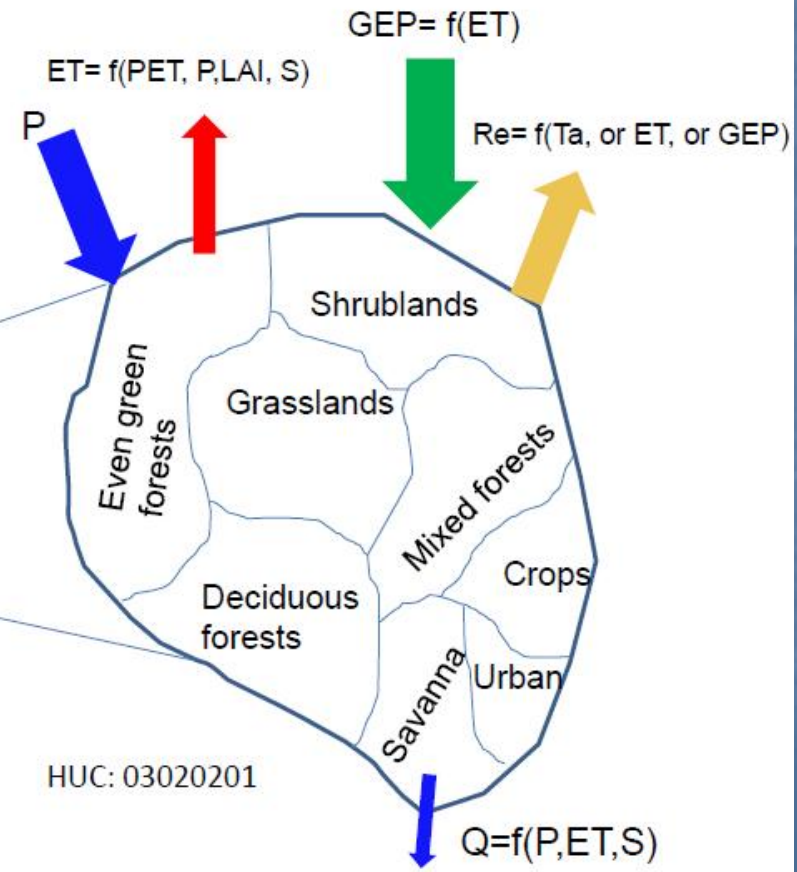 GEP= f(ET)
ET= f(PET, P,LAI, S)
P
Re= f(Ta, or ET, or GEP)
Shrublands
Grasslands
Even green
forests
Mixed forests
Crops
Deciduous
forests
Savanna
Urban
HUC: 03020201
Q=f(P,ET,S)